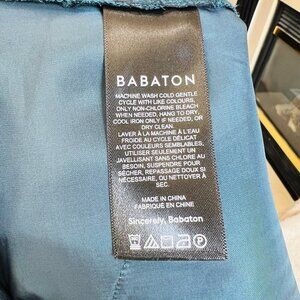 BABATON
MACHINE WASH COLD GENTLE
CYCLE WITH LIKE COLOURS,
ONLY NON-CHLORINE BLEACH
WHEN NEEDED, HANG TO DRY,
COOL IRON ONLY IF NEEDED, OR
DRY CLEAN.
LAVER À LA MACHINE À L'EAU
FROIDE AU CYCLE DÉLICAT
AVEC COULEURS SEMBLABLES,
UTILISER SEULEMENT UN
JAVELLISANT SANS CHLORE AU
BESOIN, SUSPENDRE POUR
SÉCHER, REPASSAGE DOUX SI
NÉCESSAIRE, OU NETTOYER À
SEC.
MADE IN CHINA
FABRIQUÉ EN CHINE
Sincerely, Babaton